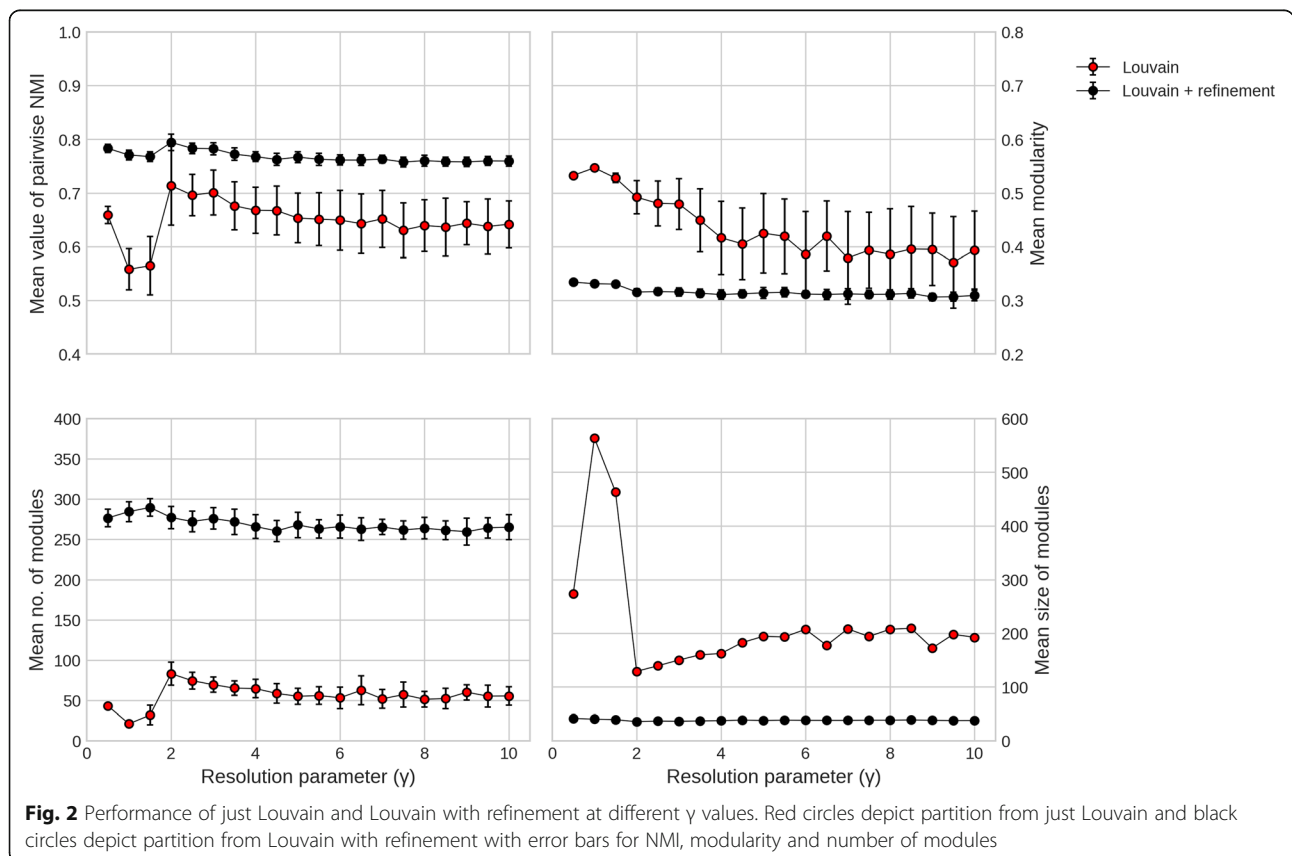 1.0
0.9
0.8
0.7
0.6
0.5
0.4
Mean value of pairwise NMI
0.8
0.7
0.6
0.5
0.4
0.3
0.2
Mean modularity
Louvain
Louvain + refinement
400
350
300
250
200
150
100
50
0
Mean no. of modules
0 2 4 6 8 10
Resolution parameter (γ)
600
500
400
300
200
100
0
Mean size of modules
0 2 4 6 8 10
Resolution parameter (γ)
Fig. 2 Performance of just Louvain and Louvain with refinement at different γ values. Red circles depict partition from just Louvain and black
circles depict partition from Louvain with refinement with error bars for NMI, modularity and number of modules